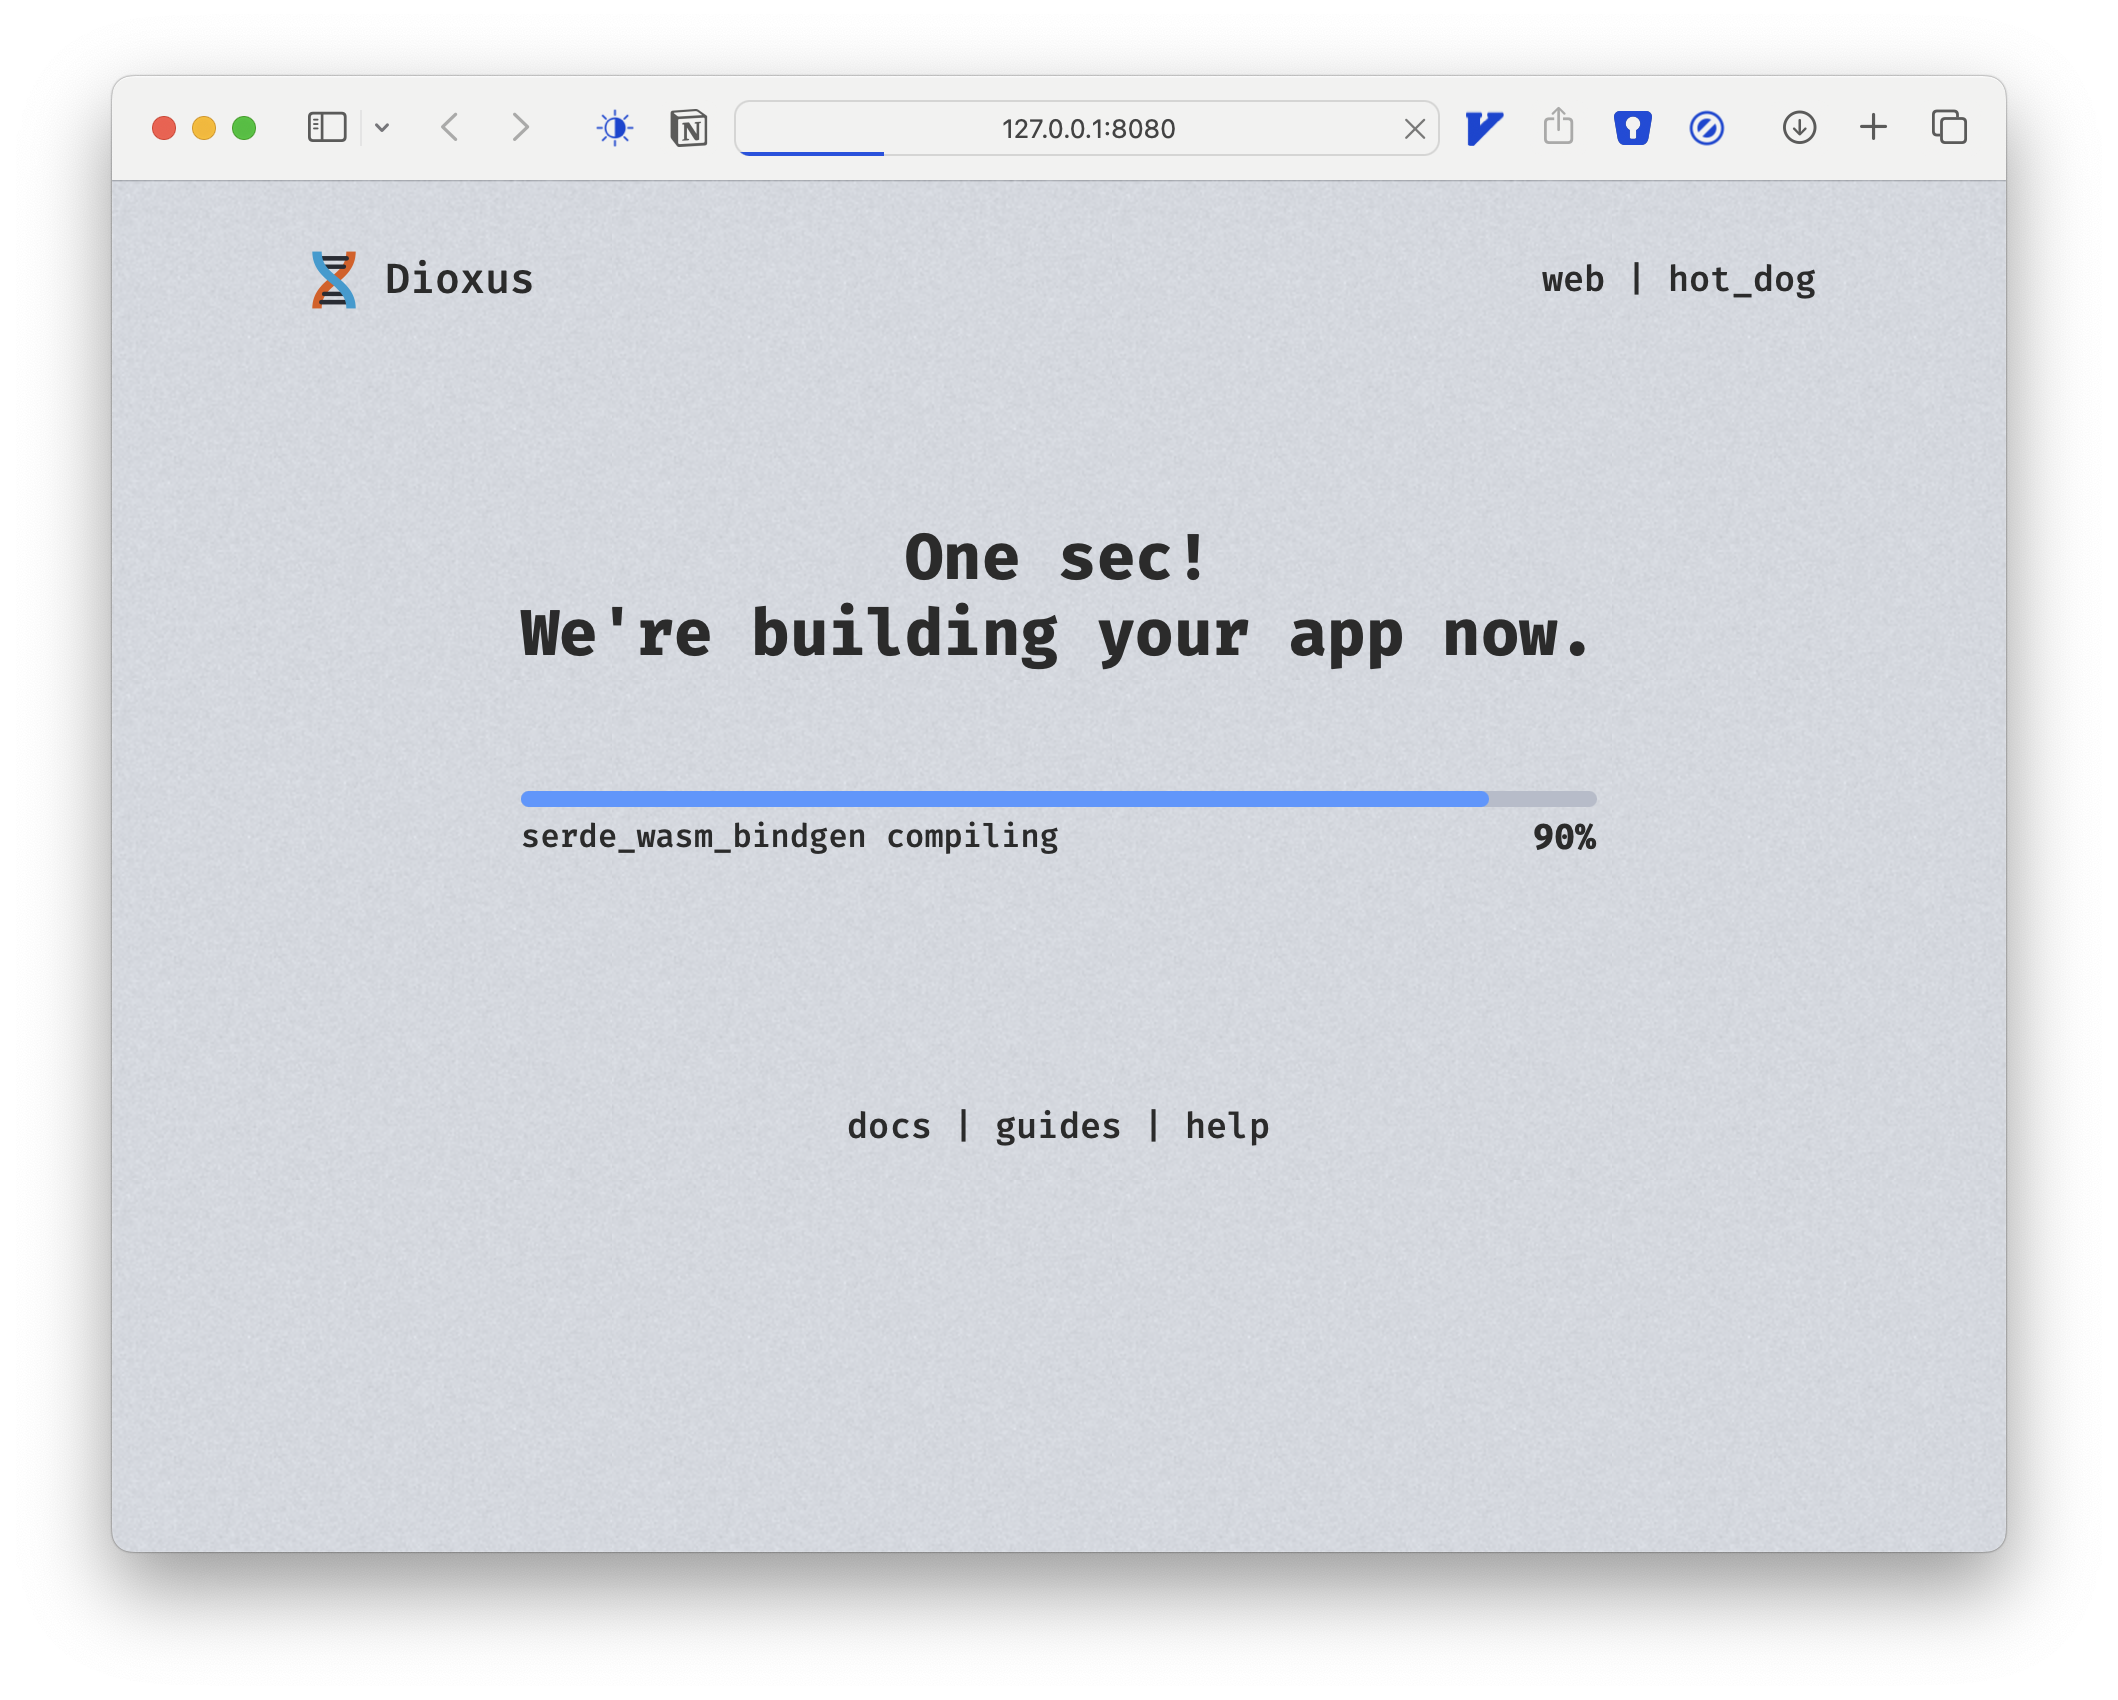 127.0.0.1:8080
Dioxus
web | hot_dog
One sec!
We're building your app now.
serde_wasm_bindgen compiling 90%
docs | guides | help